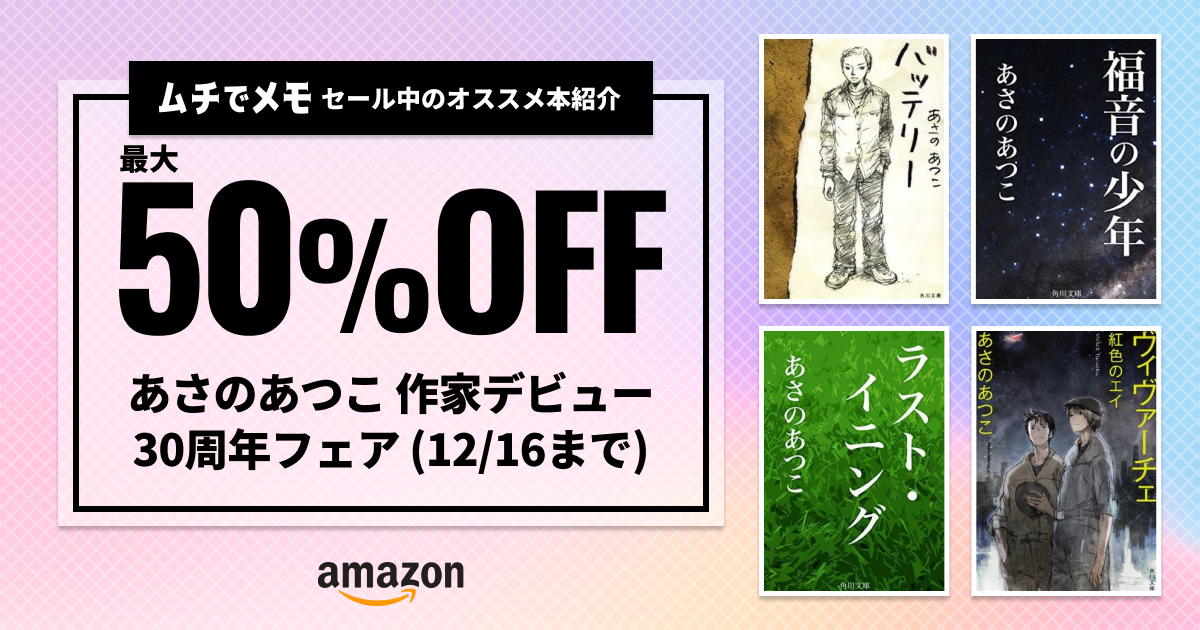 ムチでメモ セール中のオススメ本紹介
最大
50%OFF
あさのあつこ 作家デビュー
30周年フェア (12/16まで)
amazon
バッテリー
あさの あつこ
角川文庫
福音の少年
あさのあつこ
角川文庫
ラスト・
イニング
あさのあつこ
角川文庫
ヴィヴァーチェ
紅色のエイ
あさのあつこ
角川文庫